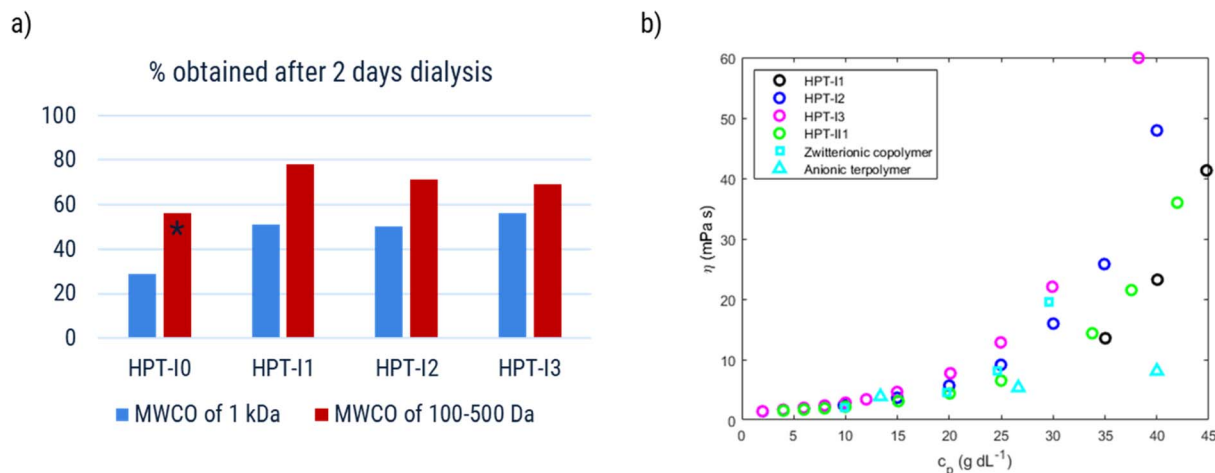 a)
% obtained after 2 days dialysis
100
80
60
40
20
0
*
HPT-I0 HPT-I1 HPT-I2 HPT-I3
MWCO of 1 kDa MWCO of 100-500 Da
b)
60
50
40
30
20
10
0
η (mPa s)
HPT-I1
HPT-I2
HPT-I3
HPT-II1
Zwitterionic copolymer
Anionic terpolymer
0 5 10 15 20 25 30 35 40 45
cp (g dL-1)